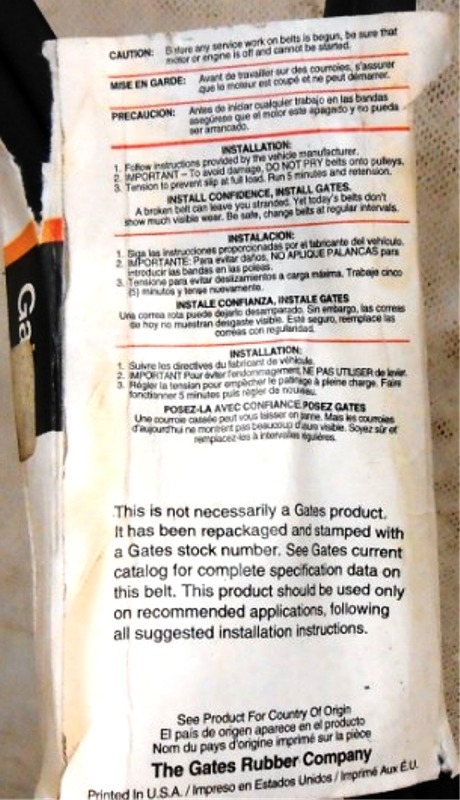 CAUTION: Before any service work on belts is begun, be sure that
motor or engine is off and cannot be started.
MISE EN GARDE: Avant de travailler sur des courroies, s'assurer
que le moteur est coupé et ne peut démarrer.
PRECAUCION: Antes de iniciar cualquier trabajo en las bandas
asegúrese que el motor este apagado y no pueda
ser arrancado.
INSTALLATION:
1. Follow instructions provided by the vehicle manufacturer.
2. IMPORTANT – To avoid damage, DO NOT PRY belts onto pulleys.
3. Tension to prevent slip at full load. Run 5 minutes and retension.
INSTALL CONFIDENCE, INSTALL GATES.
A broken belt can leave you stranded. Yet today's belts don't
show much visible wear. Be safe, change belts at regular intervals.
INSTALACION:
1. Siga las instrucciones proporcionadas por el fabricante del vehículo.
2. IMPORTANTE: Para evitar daños, NO APLIQUE PALANCAS para
introducir las bandas en las poleas.
3. Tensione para evitar deslizamientos a carga máxima. Trabaje cinco
(5) minutos y tense nuevamente.
INSTALE CONFIANZA, INSTALE GATES
Una correa rota puede dejarlo desamparado. Sin embargo, las correas
de hoy no muestran desgaste visible. Esté seguro, reemplace las
correas con regularidad.
INSTALLATION:
1. Suivre les directives du fabricant de véhicule.
2. IMPORTANT Pour éviter l'endommagement, NE PAS UTILISER de levier.
3. Régler la tension pour empêcher le patinage à pleine charge. Faire
fonctionner 5 minutes puis régler de nouveau.
POSEZ-LA AVEC CONFIANCE POSEZ GATES
Une courroie cassée peut vous laisser en panne. Mais les courroies
d'aujourd'hui ne montrent pas beaucoup d'usure visible. Soyez sûr et
remplacez-les à intervalles réguliers.
This is not necessarily a Gates product.
It has been repackaged and stamped with
a Gates stock number. See Gates current
catalog for complete specification data on
this belt. This product should be used only
on recommended applications, following
all suggested installation instructions.
See Product For Country Of Origin
El país de origen aparece en el producto
Nom du pays d'origine imprimé sur la pièce
The Gates Rubber Company
Printed In U.S.A. / Impreso en Estados Unidos / Imprimé Aux É.U.
Ga